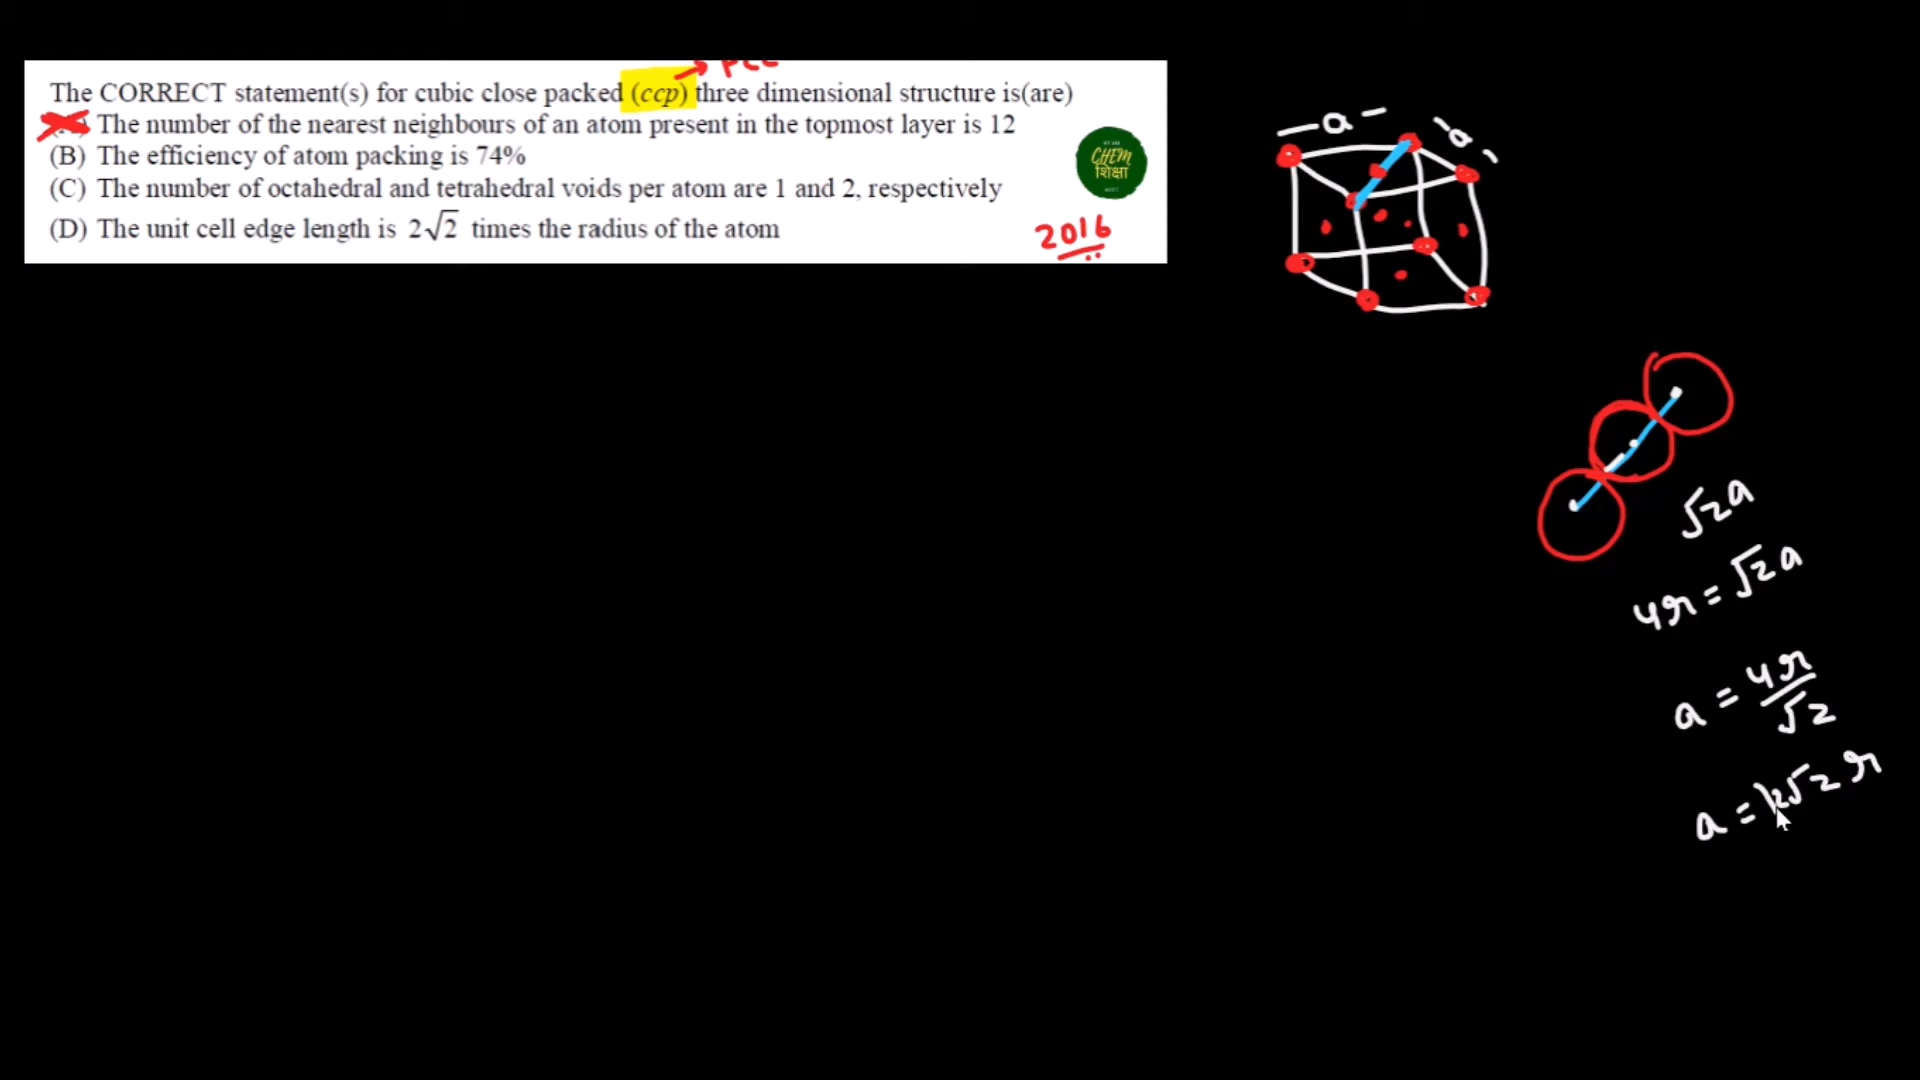 → FCC
The CORRECT statement(s) for cubic close packed (ccp) three dimensional structure is(are)
The number of the nearest neighbours of an atom present in the topmost layer is 12
(B) The efficiency of atom packing is 74%
(C) The number of octahedral and tetrahedral voids per atom are 1 and 2, respectively
(D) The unit cell edge length is 2√2 times the radius of the atom
CHEM
शिक्षा
2016
a
a
√2a
4r = √2a
a = 4r/√2
a = 2√2 r